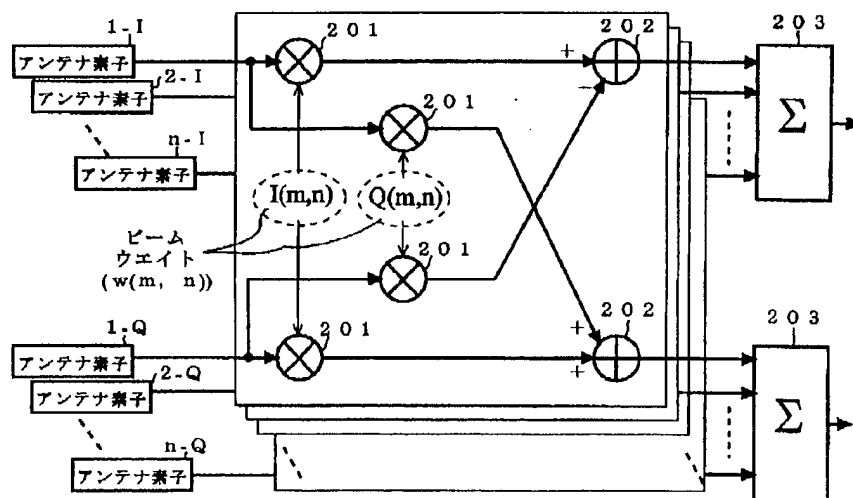 1-I
アンテナ素子
2-I
アンテナ素子
n-I
アンテナ素子
201
202
203
+
−
201
Σ
I(m,n)
Q(m,n)
ビーム
ウエイト
(w(m, n))
201
201
202
203
+
+
1-Q
アンテナ素子
2-Q
アンテナ素子
n-Q
アンテナ素子
Σ